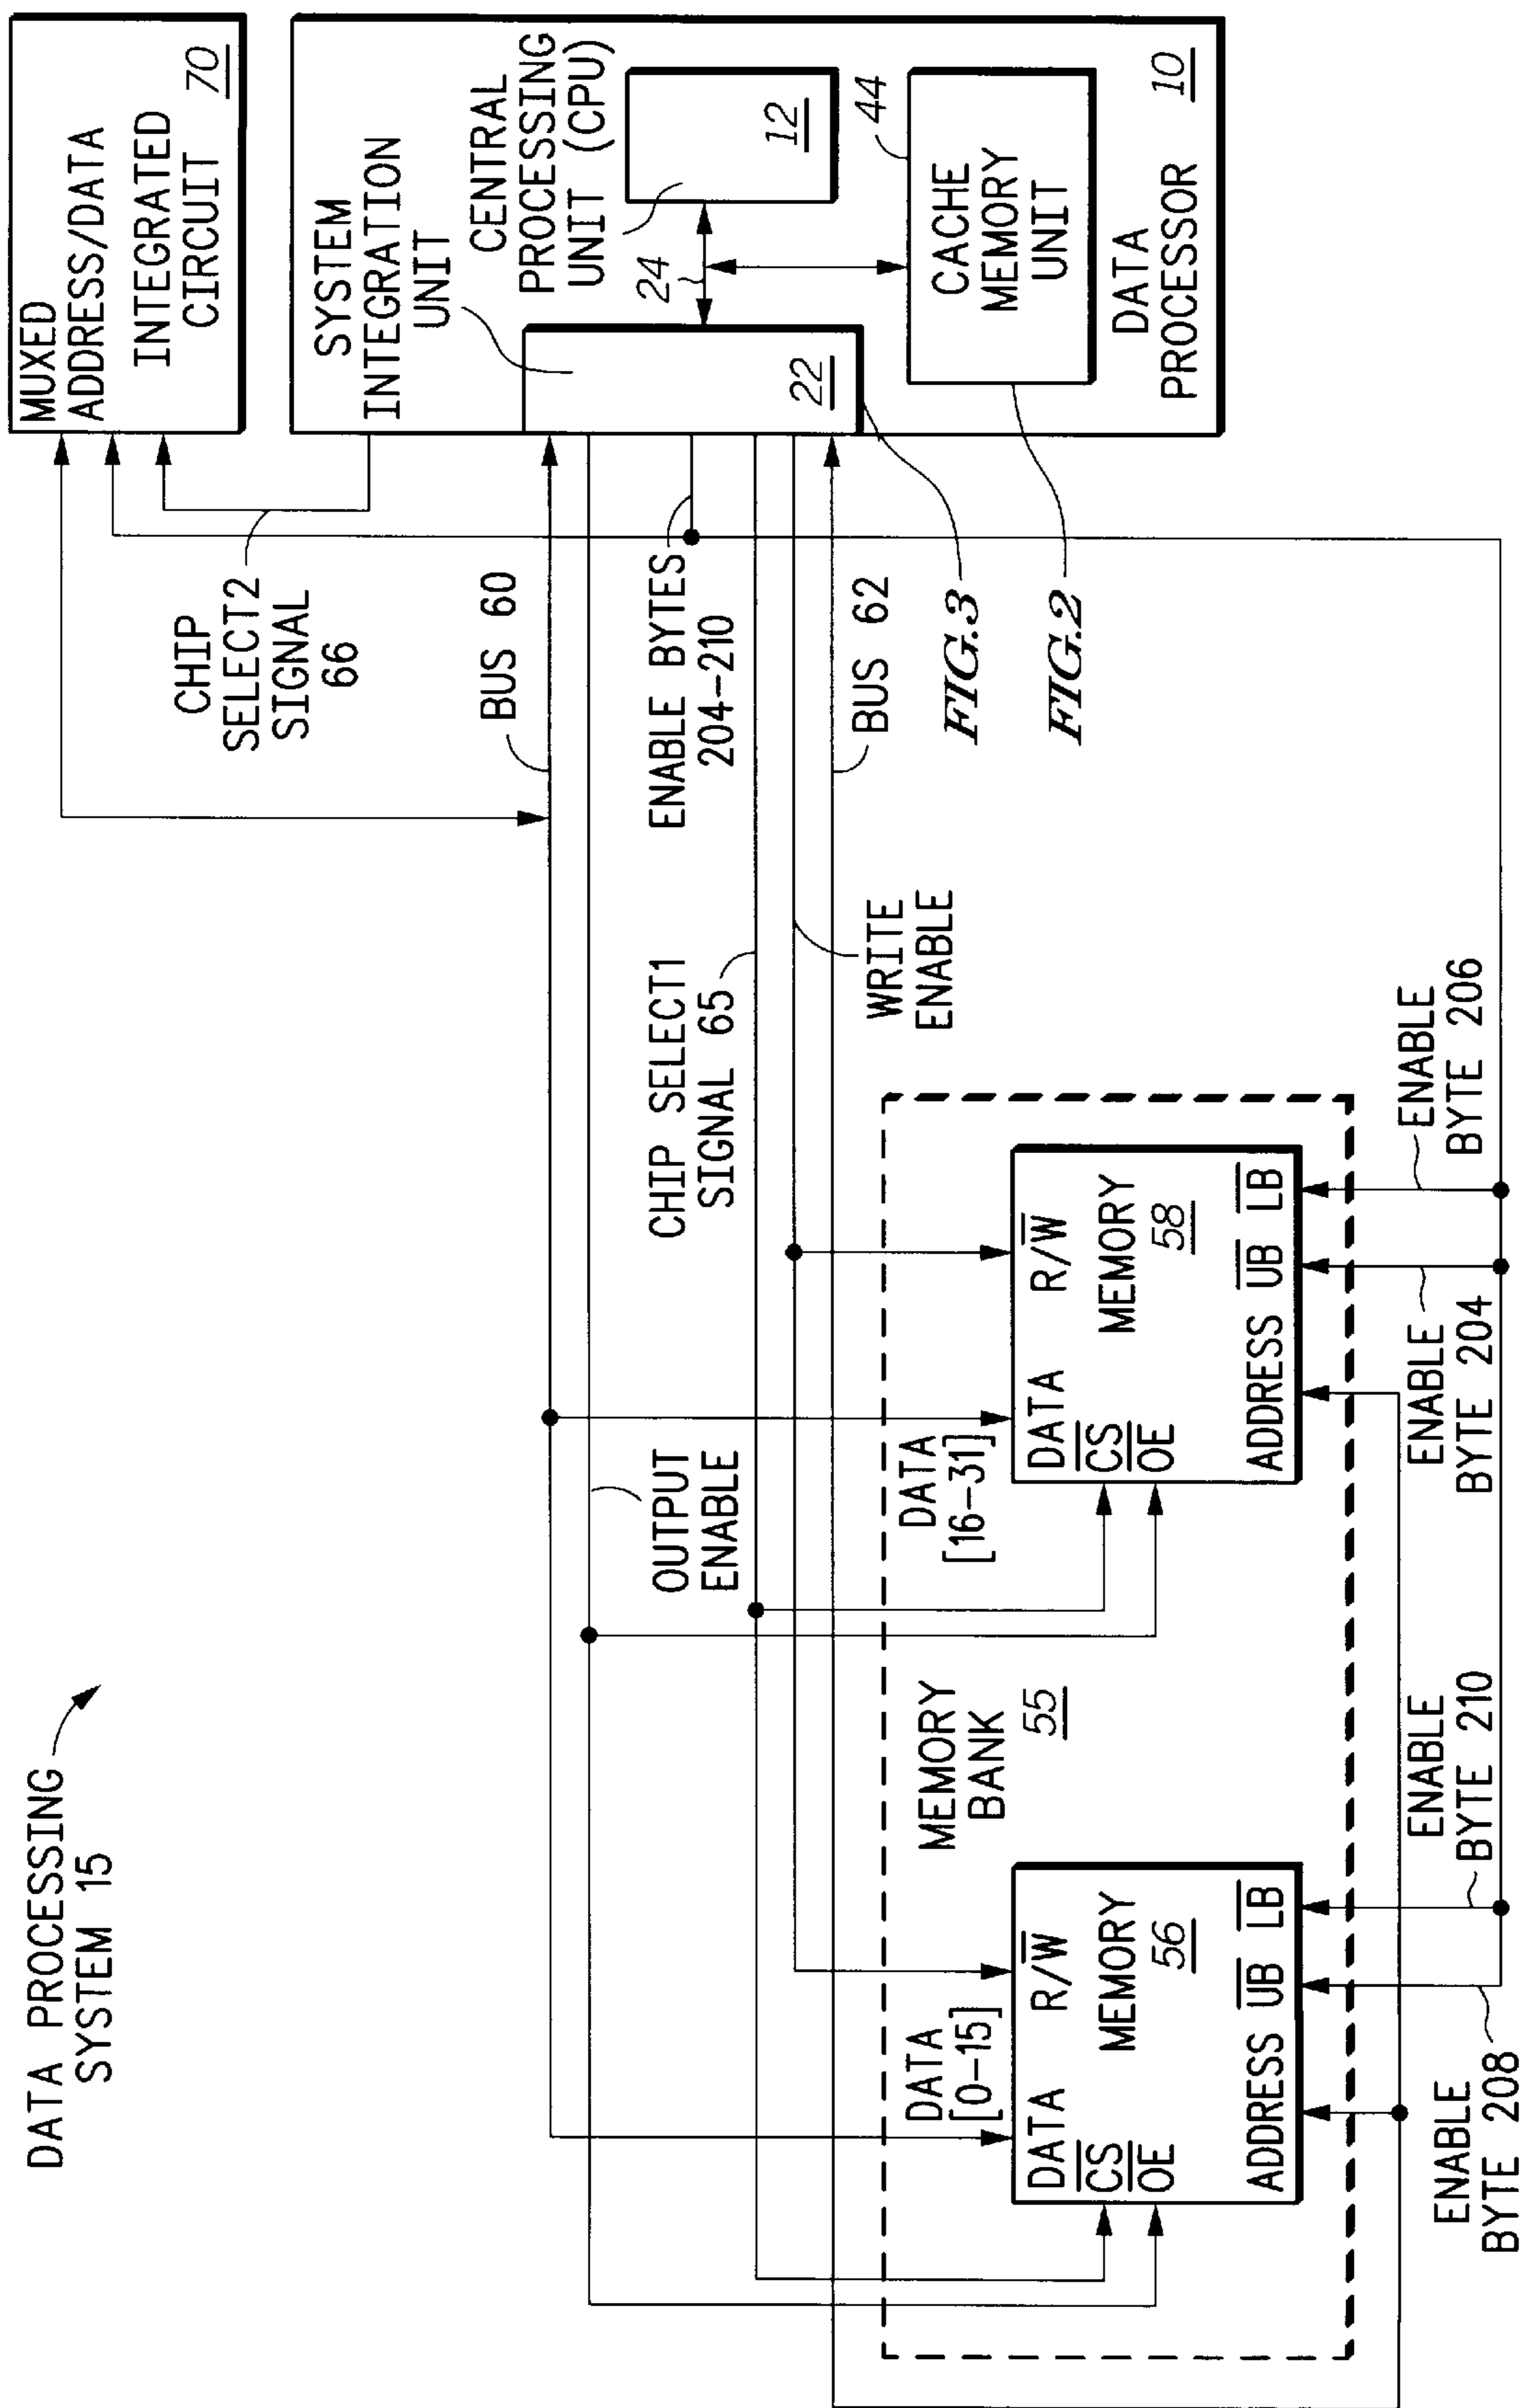 DATA PROCESSING
SYSTEM 15
MUXED
ADDRESS/DATA
INTEGRATED
CIRCUIT
70
CHIP
SELECT2
SIGNAL
66
SYSTEM
INTEGRATION
UNIT
CENTRAL
PROCESSING
UNIT (CPU)
12
24
22
44
CACHE
MEMORY
UNIT
DATA
PROCESSOR
10
BUS 60
ENABLE BYTES
204-210
BUS 62
FIG.3
FIG.2
OUTPUT
ENABLE
CHIP SELECT1
SIGNAL 65
WRITE
ENABLE
MEMORY
BANK
55
DATA
[0-15]
DATA R/W̅
C̅S̅
O̅E̅
MEMORY
56
ADDRESS U̅B̅ L̅B̅
DATA
[16-31]
DATA R/W̅
C̅S̅
O̅E̅
MEMORY
58
ADDRESS U̅B̅ L̅B̅
ENABLE
BYTE 208
ENABLE
BYTE 210
ENABLE
BYTE 204
ENABLE
BYTE 206